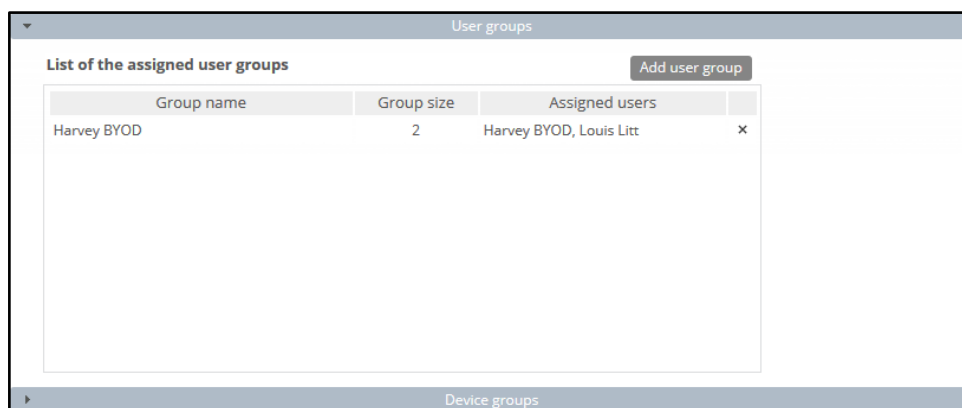 User groups
List of the assigned user groups
Add user group
Group name Group size Assigned users
Harvey BYOD 2 Harvey BYOD, Louis Litt ×
Device groups